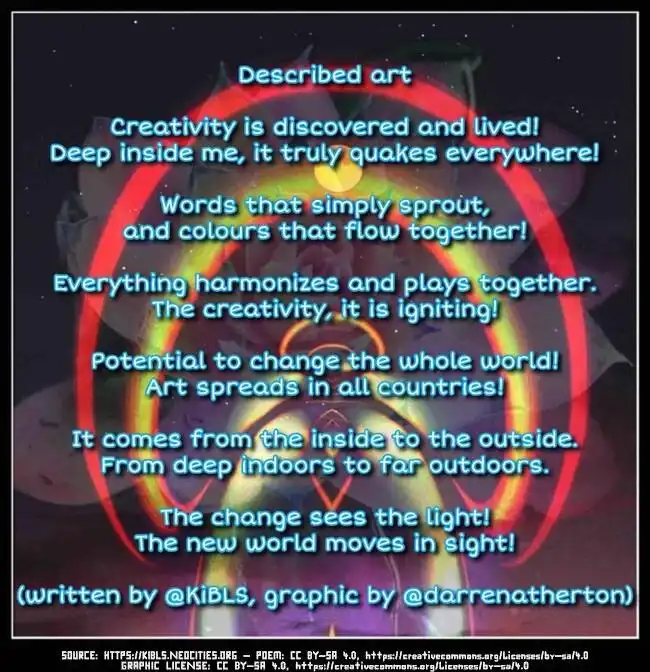 Described art
Creativity is discovered and lived!
Deep inside me, it truly quakes everywhere!
Words that simply sprout,
and colours that flow together!
Everything harmonizes and plays together.
The creativity, it is igniting!
Potential to change the whole world!
Art spreads in all countries!
It comes from the inside to the outside.
From deep indoors to far outdoors.
The change sees the light!
The new world moves in sight!
(written by @KiBLS, graphic by @darrenatherton)
SOURCE: HTTPS://KIBLS.NEOCITIES.ORG – POEM: CC BY-SA 4.0, https://creativecommons.org/licenses/by-sa/4.0
GRAPHIC LICENSE: CC BY-SA 4.0, https://creativecommons.org/licenses/by-sa/4.0